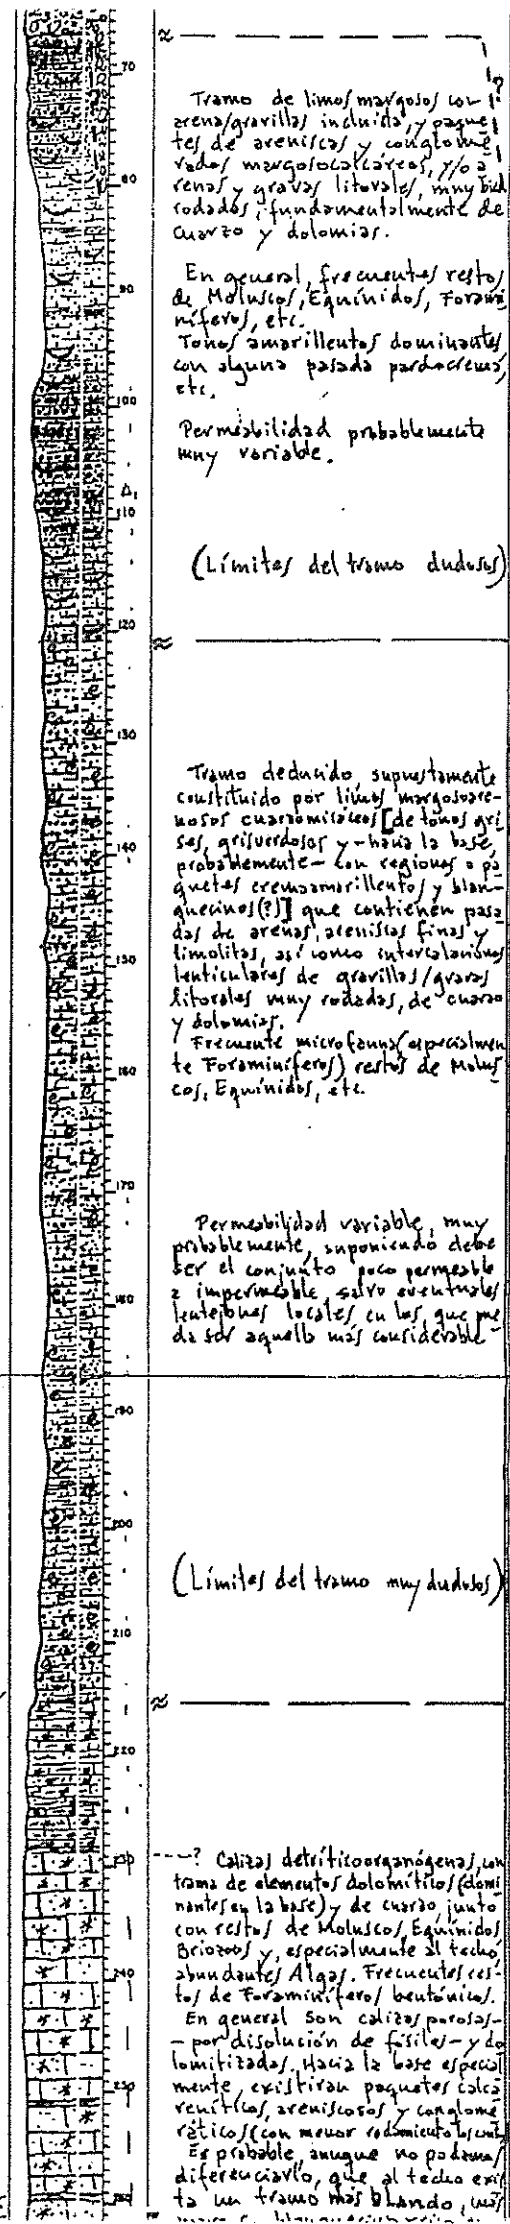 70
Tramo de limos margosos con
arena/gravillas incluida, y paque-
tes de areniscas y conglome-
rados margosocalcáreos, y/o a
renas y gravas litorales, muy bien
rodados, fundamentalmente de
cuarzo y dolomias.
80
En general, frecuentes restos
de Moluscos, Equínidos, Forami
níferos, etc.
90
Tonos amarillentos dominantes
con alguna pasada pardocrema,
etc.
100
Permeabilidad probablemente
muy variable.
110
(Límites del tramo dudosos)
120
130
Tramo deducido supuestamente
constituido por limos margosoare-
nosos cuarzomicáceos [de tonos gri
ses, grisverdosos y - hacia la base,
probablemente - con regiones o pa
quetes cremaamarillentos y blan-
quecinos (?)] que contienen pasa
das de arenas, areniscas finas y
limolitas, así como intercalaciones
lenticulares de gravillas/gravas
litorales muy rodadas, de cuarzo
y dolomias.
140
150
Frecuente microfauna (especialmen
te Foraminíferos) restos de Molus
cos, Equínidos, etc.
160
170
Permeabilidad variable, muy
probablemente, suponiendo debe
ser el conjunto poco permeable
a impermeable, salvo eventuales
lentejones locales en los que pue
da ser aquella más considerable
180
190
200
(Límites del tramo muy dudosos)
210
220
230
----? Calizas detríticoorganógenas, con
trama de elementos dolomíticos (domi
nantes en la base) y de cuarzo, junto
con restos de Moluscos, Equínidos
Briozoos y, especialmente al techo,
abundantes Algas. Frecuentes res-
tos de Foraminíferos bentónicos.
240
En general son calizas porosas-
- por disolución de fósiles - y do
lomitizadas. Hacia la base especial
mente, existiran paquetes calca
reníticos, areniscosos y conglome
ráticos (con menor rodamiento
250
Es probable, aunque no podamos
diferenciarlo, que al techo exis
ta un tramo más blando, más
260